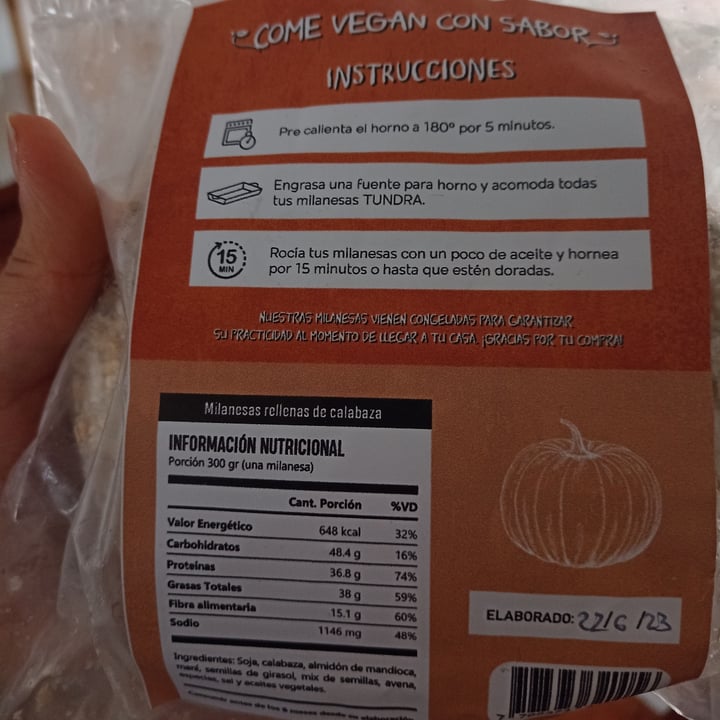 COME VEGAN CON SABOR
INSTRUCCIONES
Pre calienta el horno a 180º por 5 minutos.
Engrasa una fuente para horno y acomoda todas
tus milanesas TUNDRA.
15
MIN
Rocía tus milanesas con un poco de aceite y hornea
por 15 minutos o hasta que estén doradas.
NUESTRAS MILANESAS VIENEN CONGELADAS PARA GARANTIZAR
SU PRACTICIDAD AL MOMENTO DE LLEGAR A TU CASA. ¡GRACIAS POR TU COMPRA!
Milanesas rellenas de calabaza
INFORMACIÓN NUTRICIONAL
Porción 300 gr (una milanesa)
Cant. Porción %VD
Valor Energético 648 kcal 32%
Carbohidratos 48.4 g 16%
Proteínas 36.8 g 74%
Grasas Totales 38 g 59%
Fibra alimentaria 15.1 g 60%
Sodio 1146 mg 48%
Ingredientes: Soja, calabaza, almidón de mandioca,
maní, semillas de girasol, mix de semillas, avena,
especias, sal y aceites vegetales.
ELABORADO: 22/6/23